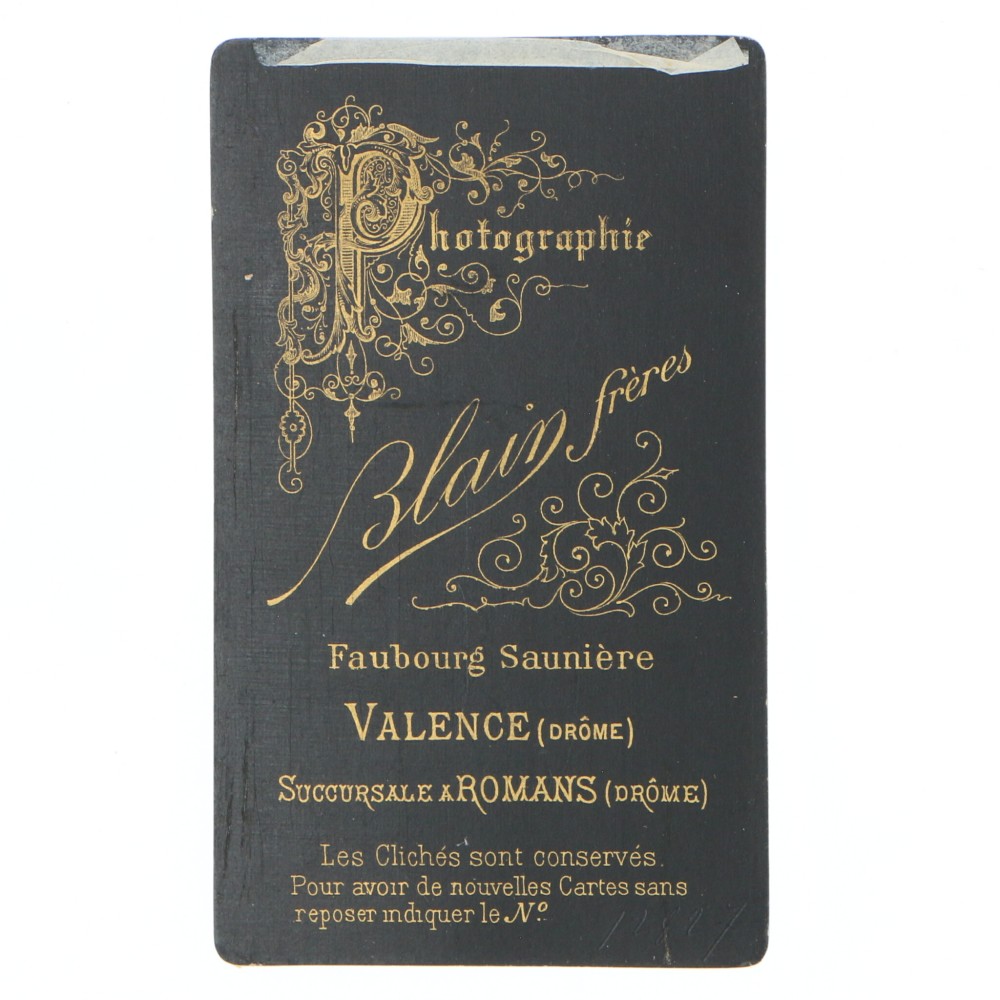 Photographie
Blain frères
Faubourg Saunière
VALENCE (DRÔME)
SUCCURSALE A ROMANS (DRÔME)
Les Clichés sont conservés.
Pour avoir de nouvelles Cartes sans
reposer indiquer le Nº